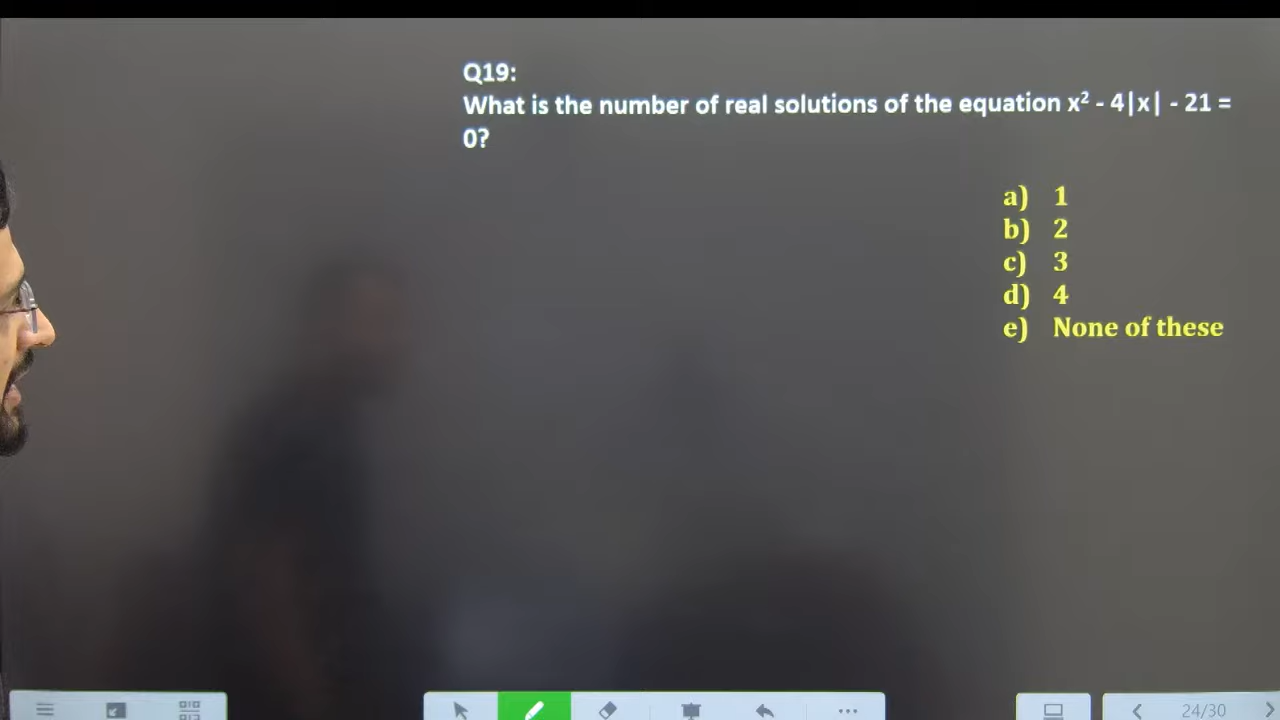 Q19:
What is the number of real solutions of the equation x² - 4|x| - 21 =
0?
a) 1
b) 2
c) 3
d) 4
e) None of these
24/30